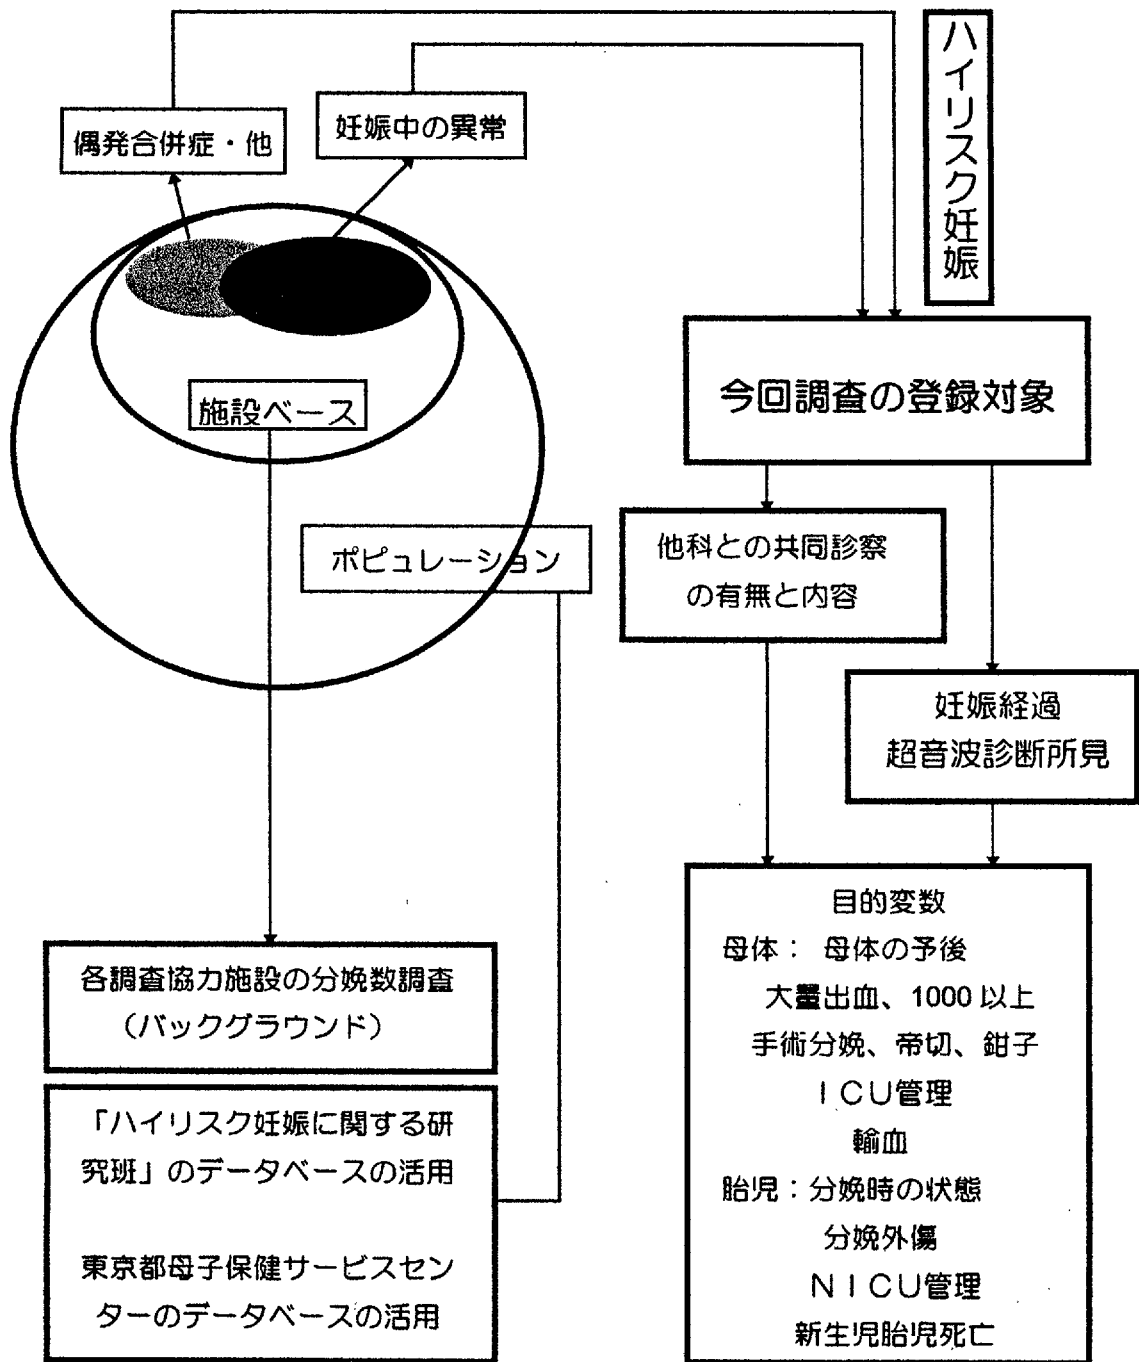 ハイリスク妊娠
偶発合併症・他
妊娠中の異常
施設ベース
ポピュレーション
今回調査の登録対象
他科との共同診察
の有無と内容
妊娠経過
超音波診断所見
各調査協力施設の分娩数調査
（バックグラウンド）
「ハイリスク妊娠に関する研
究班」のデータベースの活用
東京都母子保健サービスセン
ターのデータベースの活用
目的変数
母体： 母体の予後
大量出血、1000 以上
手術分娩、帝切、鉗子
ＩＣＵ管理
輸血
胎児：分娩時の状態
分娩外傷
ＮＩＣＵ管理
新生児胎児死亡